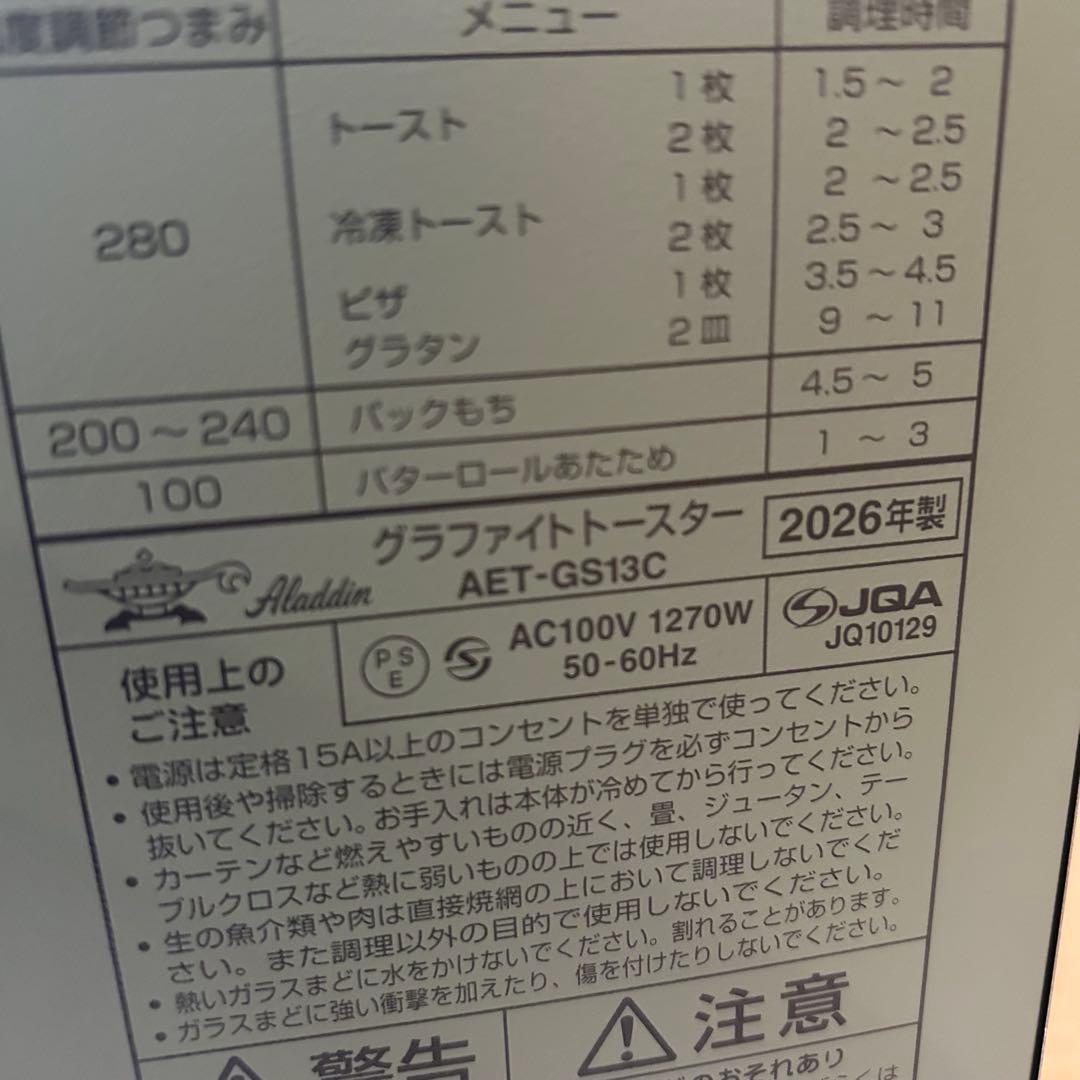 度調節つまみ メニュー 調理時間
280 トースト 1枚 1.5～ 2
2枚 2 ～2.5
冷凍トースト 1枚 2 ～2.5
2枚 2.5～ 3
ピザ 1枚 3.5～4.5
グラタン 2皿 9 ～11
200～240 パックもち 4.5～ 5
100 バターロールあたため 1 ～ 3
Aladdin グラファイトトースター 2026年製
AET-GS13C
PSE AC100V 1270W
50-60Hz
JQA
JQ10129
使用上の
ご注意
• 電源は定格15A以上のコンセントを単独で使ってください。
• 使用後や掃除するときには電源プラグを必ずコンセントから
抜いてください。お手入れは本体が冷めてから行ってください。
• カーテンなど燃えやすいものの近く、畳、ジュータン、テー
ブルクロスなど熱に弱いものの上では使用しないでください。
• 生の魚介類や肉は直接焼網の上において調理しないでくだ
さい。また調理以外の目的で使用しないでください。
• 熱いガラスまどに水をかけないでください。割れることがあります。
• ガラスまどに強い衝撃を加えたり、傷を付けたりしないでください。
警告
注意
のおそれあり